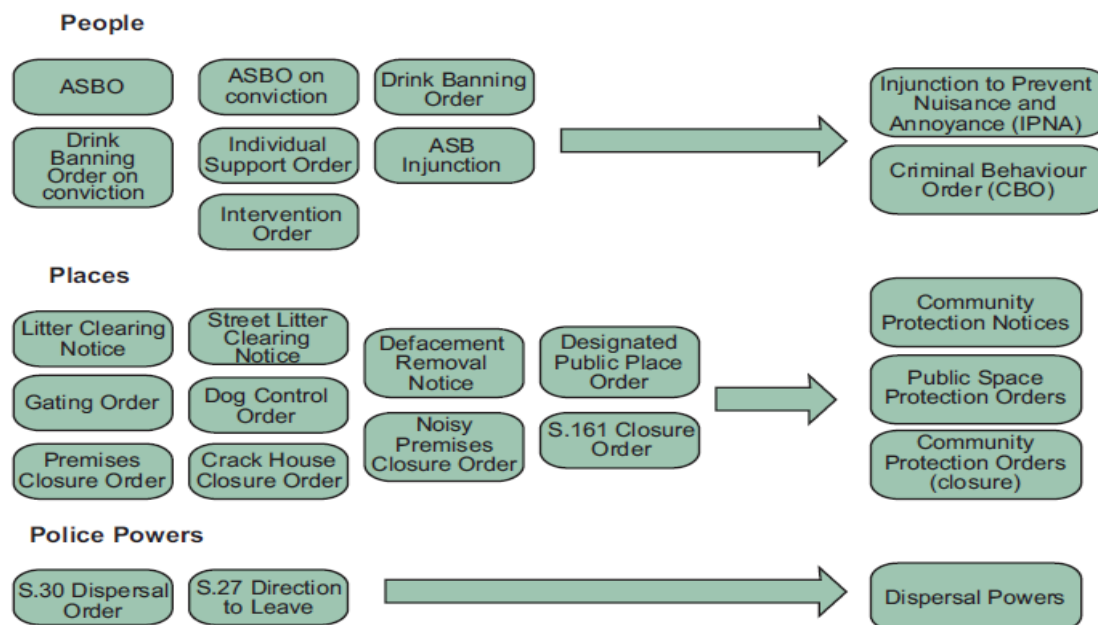 People
ASBO
ASBO on
conviction
Drink Banning
Order
Drink
Banning
Order on
conviction
Individual
Support Order
ASB
Injunction
Intervention
Order
Injunction to Prevent
Nuisance and
Annoyance (IPNA)
Criminal Behaviour
Order (CBO)
Places
Litter Clearing
Notice
Street Litter
Clearing
Notice
Defacement
Removal
Notice
Designated
Public Place
Order
Gating Order
Dog Control
Order
Noisy
Premises
Closure Order
S.161 Closure
Order
Premises
Closure Order
Crack House
Closure Order
Community
Protection Notices
Public Space
Protection Orders
Community
Protection Orders
(closure)
Police Powers
S.30 Dispersal
Order
S.27 Direction
to Leave
Dispersal Powers